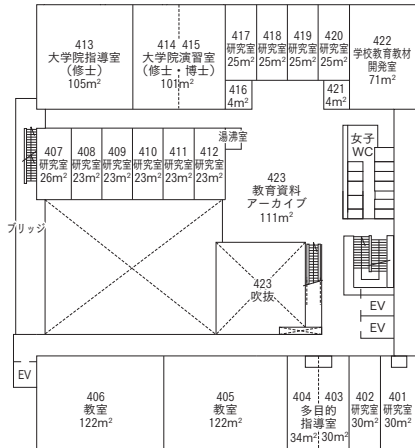 413
大学院指導室
（修士）
105m²
414 415
大学院演習室
（修士・博士）
101m²
417
研究室
25m²
418
研究室
25m²
419
研究室
25m²
420
研究室
25m²
422
学校教育教材
開発室
71m²
416
4m²
421
4m²
湯沸室
407
研究室
26m²
408
研究室
23m²
409
研究室
23m²
410
研究室
23m²
411
研究室
23m²
412
研究室
23m²
女子
WC
423
教育資料
アーカイブ
111m²
ブリッジ
423
吹抜
EV
EV
EV
406
教室
122m²
405
教室
122m²
404 403
多目的
指導室
34m² 30m²
402
研究室
30m²
401
研究室
30m²